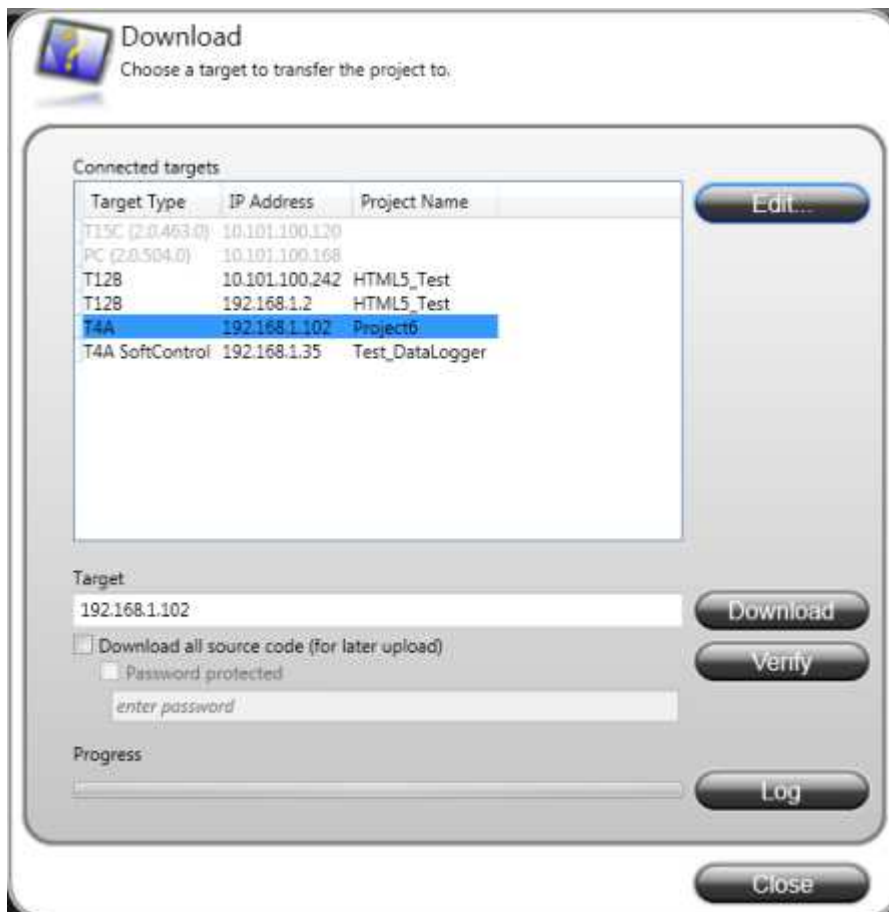 Download
Choose a target to transfer the project to.
Connected targets
Target Type IP Address Project Name
Edit...
T15C (2.0.463.0) 10.101.100.120
PC (2.0.504.0) 10.101.100.168
T12B 10.101.100.242 HTML5_Test
T12B 192.168.1.2 HTML5_Test
T4A 192.168.1.102 Project6
T4A SoftControl 192.168.1.35 Test_DataLogger
Target
192.168.1.102
Download
Download all source code (for later upload)
Verify
Password protected
enter password
Progress
Log
Close